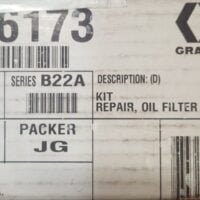 6173
GRA
SERIES B22A
DESCRIPTION: (D)
KIT
REPAIR, OIL FILTER
PACKER
JG